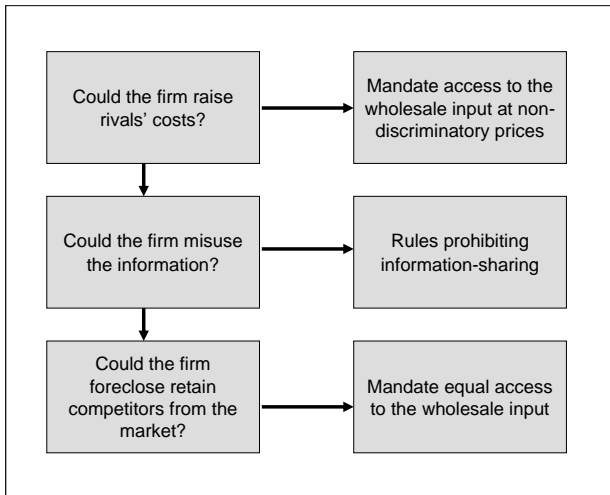 Could the firm raise
rivals’ costs?
Mandate access to the
wholesale input at non-
discriminatory prices
Could the firm misuse
the information?
Rules prohibiting
information-sharing
Could the firm
foreclose retain
competitors from the
market?
Mandate equal access
to the wholesale input